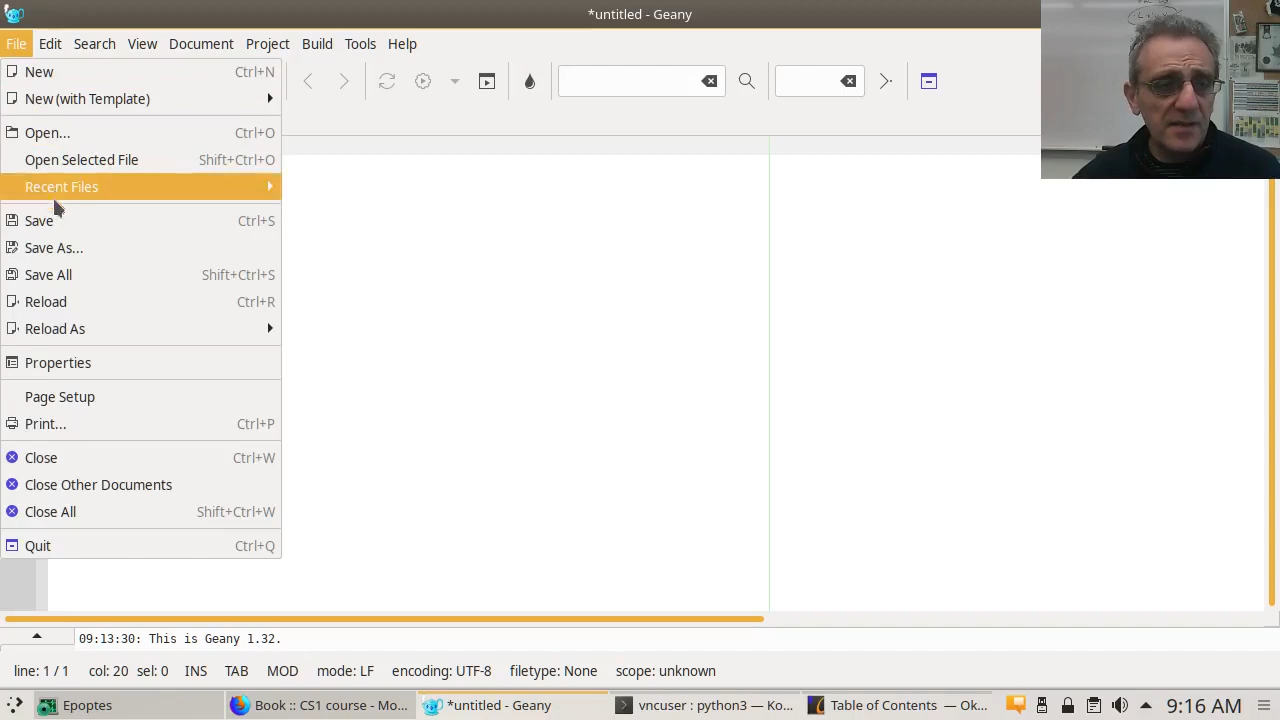 *untitled - Geany
File Edit Search View Document Project Build Tools Help
New Ctrl+N
New (with Template)
Open... Ctrl+O
Open Selected File Shift+Ctrl+O
Recent Files
Save Ctrl+S
Save As...
Save All Shift+Ctrl+S
Reload Ctrl+R
Reload As
Properties
Page Setup
Print... Ctrl+P
Close Ctrl+W
Close Other Documents
Close All Shift+Ctrl+W
Quit Ctrl+Q
09:13:30: This is Geany 1.32.
line: 1 / 1 col: 20 sel: 0 INS TAB MOD mode: LF encoding: UTF-8 filetype: None scope: unknown
Epoptes Book :: CS1 course - Mo... *untitled - Geany vncuser : python3 — Ko... Table of Contents — Ok... 9:16 AM